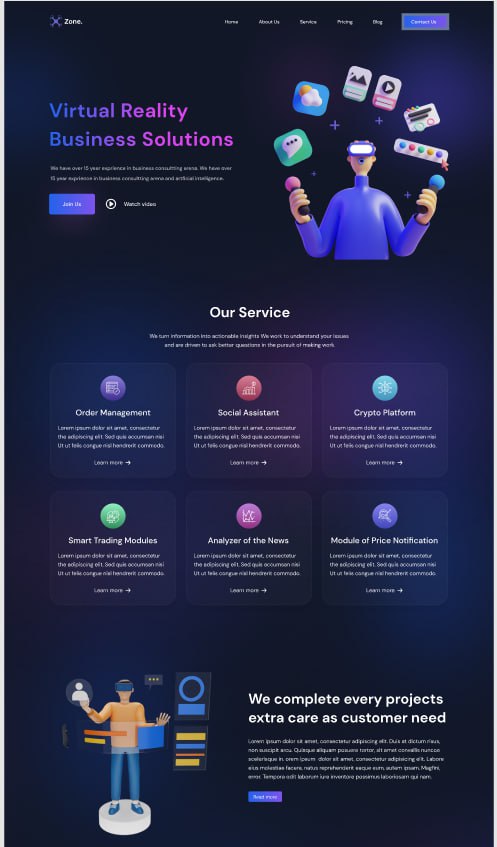 Zone.
Home
About Us
Service
Pricing
Blog
Contact Us
Virtual Reality
Business Solutions
We have over 15 year exprience in business consultting arena. We have over
15 year exprience in business consulting arena and artficial intelligence.
Join Us
Watch video
Our Service
We turn information into actionable insights We work to understand your issues
and are driven to ask better questions in the pursuit of making work
Order Management
Lorem ipsum dolor sit amet, consectetur
the adipiscing elit. Sed quis accumsan nisi
Ut ut felis congue nisl hendrerit commodo.
Learn more →
Social Assistant
Lorem ipsum dolor sit amet, consectetur
the adipiscing elit. Sed quis accumsan nisi
Ut ut felis congue nisl hendrerit commodo.
Learn more →
Crypto Platform
Lorem ipsum dolor sit amet, consectetur
the adipiscing elit. Sed quis accumsan nisi
Ut ut felis congue nisl hendrerit commodo.
Learn more →
Smart Trading Modules
Lorem ipsum dolor sit amet, consectetur
the adipiscing elit. Sed quis accumsan nisi
Ut ut felis congue nisl hendrerit commodo.
Learn more →
Analyzer of the News
Lorem ipsum dolor sit amet, consectetur
the adipiscing elit. Sed quis accumsan nisi
Ut ut felis congue nisl hendrerit commodo.
Learn more →
Module of Price Notification
Lorem ipsum dolor sit amet, consectetur
the adipiscing elit. Sed quis accumsan nisi
Ut ut felis congue nisl hendrerit commodo.
Learn more →
We complete every projects
extra care as customer need
Lorem ipsum dolor sit amet, consectetur adipiscing elit. Duis at dictum risus,
non suscipit arcu. Quisque aliquam posuere tortor, sit amet convallis nuncce
scelerisque in. orem ipsum dolor sit amet consectetur adipisicing elit. Labore
eius molestiae facere, natus reprehenderit eaque eum, autem ipsam. Magni,
error. Tempora odit laborum iure inventore possimus laboriosam qui nam.
Read more